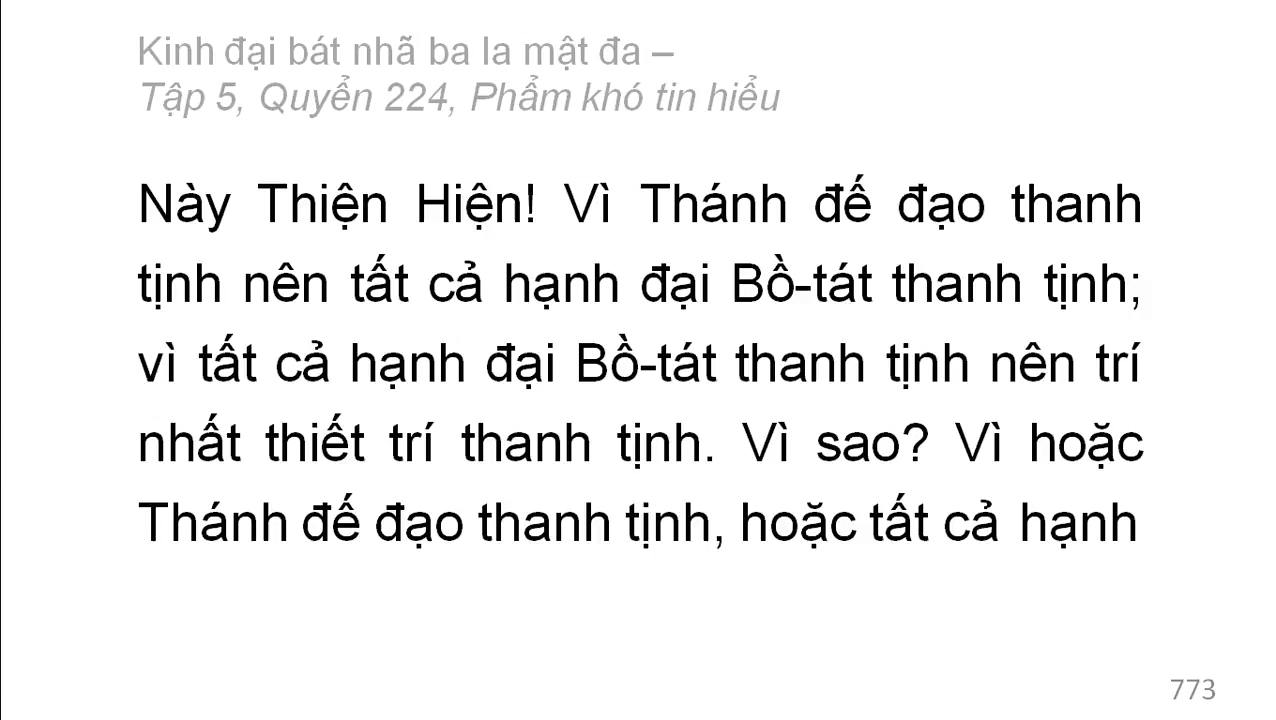 Kinh đại bát nhã ba la mật đa –
Tập 5, Quyển 224, Phẩm khó tin hiểu
Này Thiện Hiện! Vì Thánh đế đạo thanh
tịnh nên tất cả hạnh đại Bồ-tát thanh tịnh;
vì tất cả hạnh đại Bồ-tát thanh tịnh nên trí
nhất thiết trí thanh tịnh. Vì sao? Vì hoặc
Thánh đế đạo thanh tịnh, hoặc tất cả hạnh
773